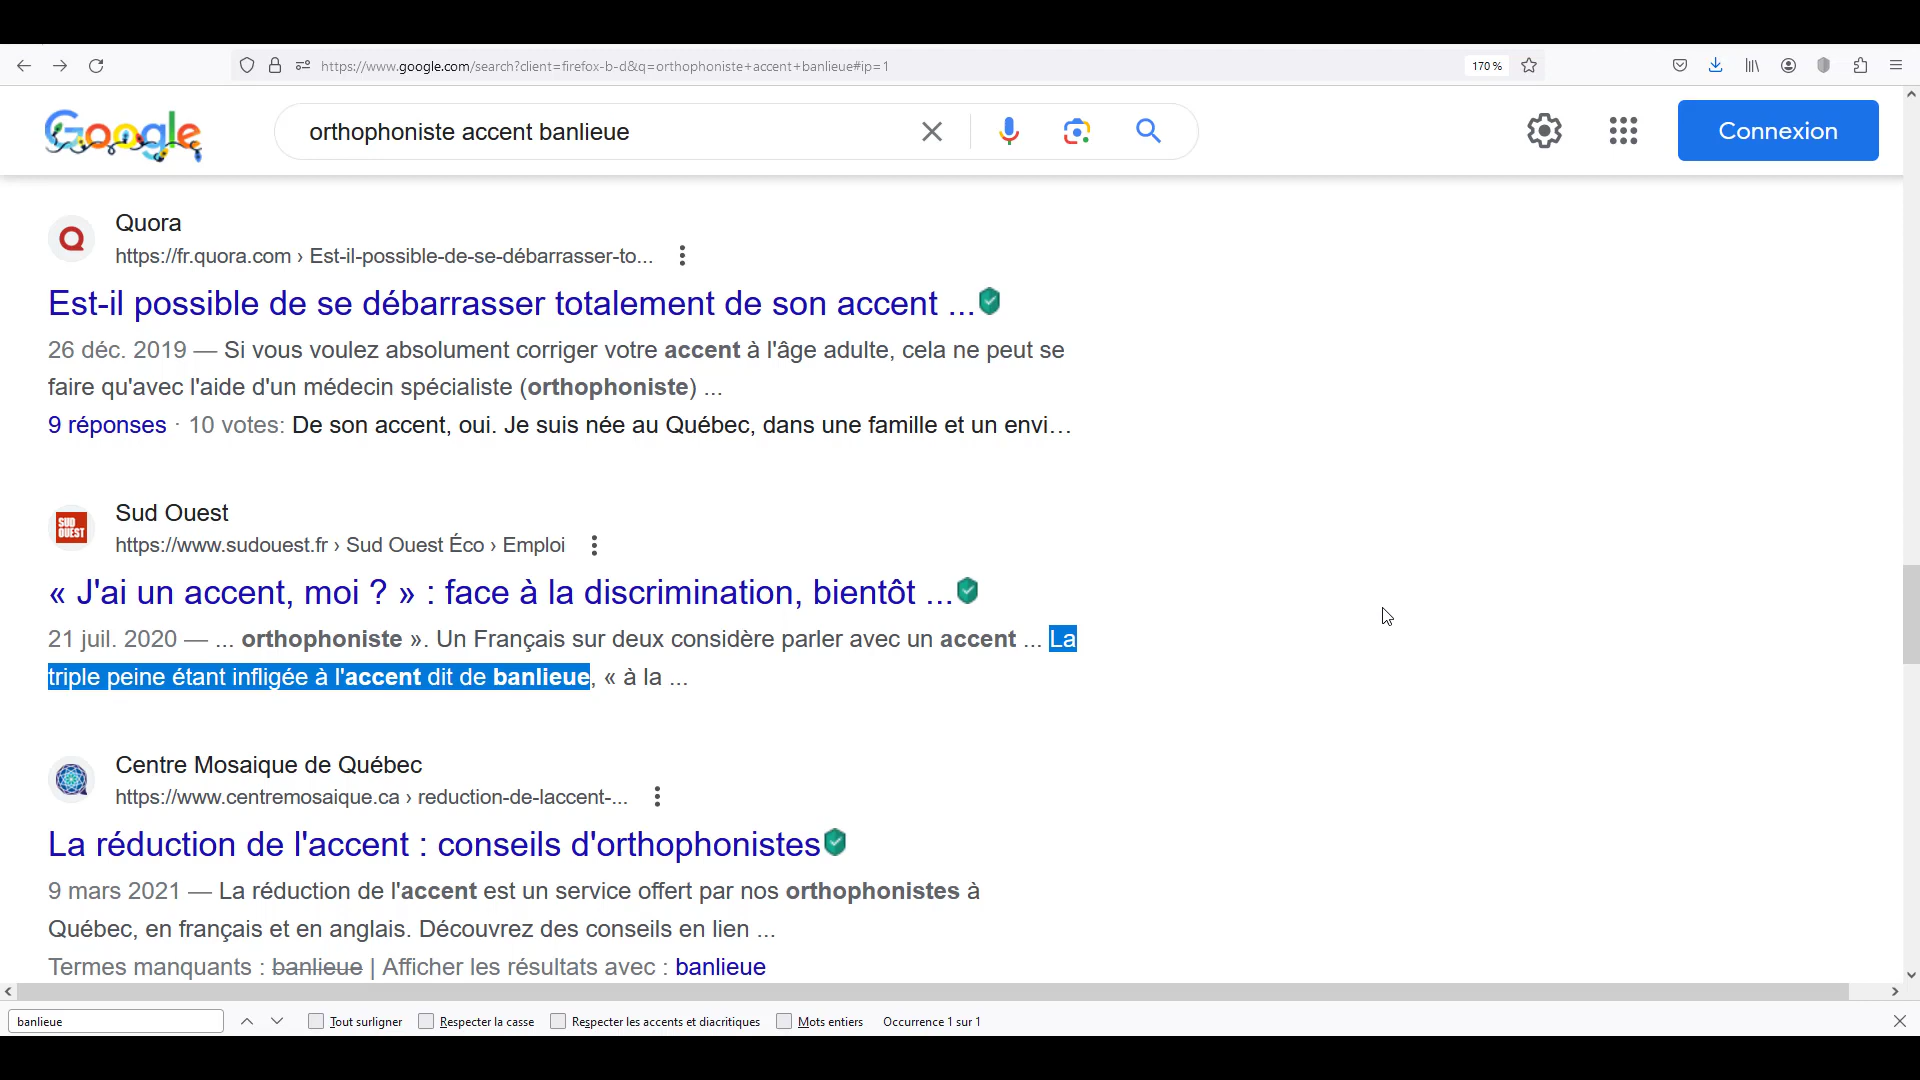 https://www.google.com/search?client=firefox-b-d&q=orthophoniste+accent+banlieue#ip=1
170 %
Google
orthophoniste accent banlieue
Connexion
Quora
https://fr.quora.com › Est-il-possible-de-se-débarrasser-to...
Est-il possible de se débarrasser totalement de son accent ...
26 déc. 2019 — Si vous voulez absolument corriger votre accent à l'âge adulte, cela ne peut se
faire qu'avec l'aide d'un médecin spécialiste (orthophoniste) ...
9 réponses · 10 votes: De son accent, oui. Je suis née au Québec, dans une famille et un envi...
Sud Ouest
SUD OUEST
https://www.sudouest.fr › Sud Ouest Éco › Emploi
« J'ai un accent, moi ? » : face à la discrimination, bientôt ...
21 juil. 2020 — ... orthophoniste ». Un Français sur deux considère parler avec un accent ... La
triple peine étant infligée à l'accent dit de banlieue, « à la ...
Centre Mosaique de Québec
https://www.centremosaique.ca › reduction-de-laccent-...
La réduction de l'accent : conseils d'orthophonistes
9 mars 2021 — La réduction de l'accent est un service offert par nos orthophonistes à
Québec, en français et en anglais. Découvrez des conseils en lien ...
Termes manquants : banlieue | Afficher les résultats avec : banlieue
banlieue Tout surligner Respecter la casse Respecter les accents et diacritiques Mots entiers Occurrence 1 sur 1